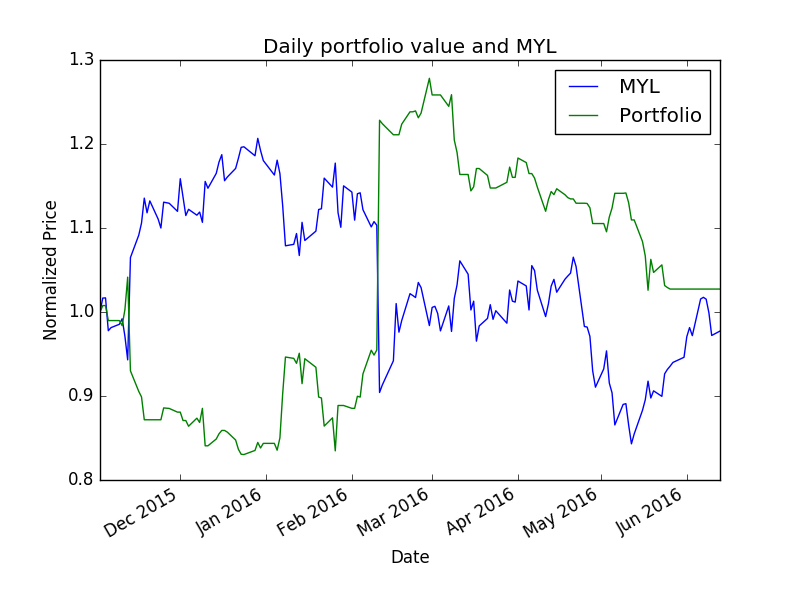 Daily portfolio value and MYL
MYL
Portfolio
1.3
1.2
1.1
1.0
0.9
0.8
Normalized Price
Dec 2015
Jan 2016
Feb 2016
Mar 2016
Apr 2016
May 2016
Jun 2016
Date